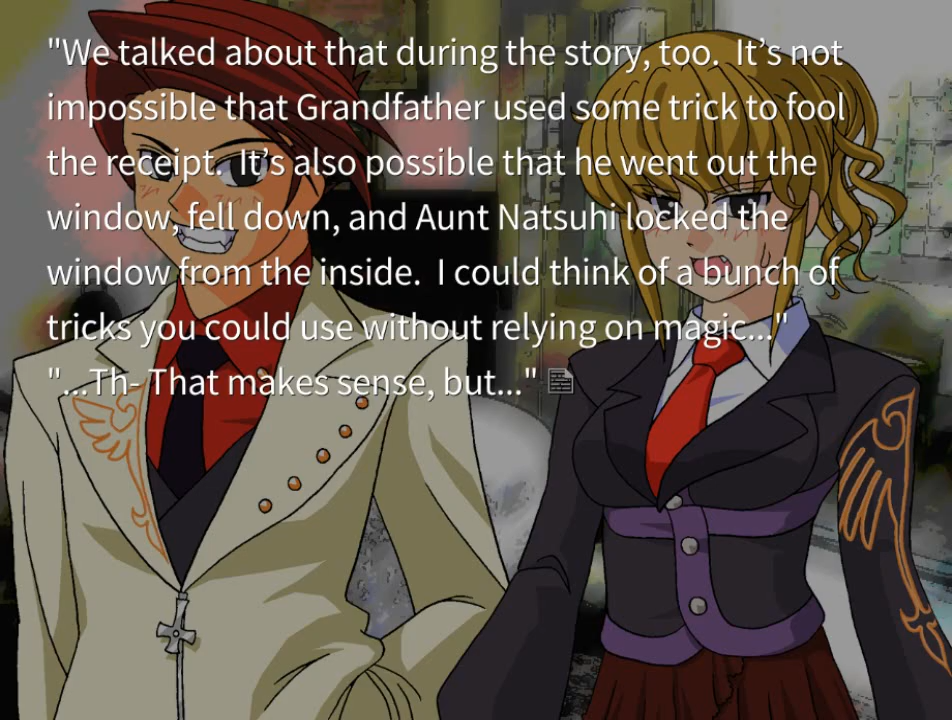 "We talked about that during the story, too.  It’s not
impossible that Grandfather used some trick to fool
the receipt.  It’s also possible that he went out the
window, fell down, and Aunt Natsuhi locked the
window from the inside.  I could think of a bunch of
tricks you could use without relying on magic..."
"...Th- That makes sense, but..."